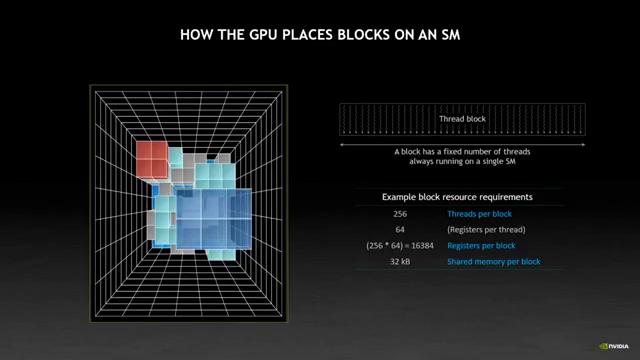 HOW THE GPU PLACES BLOCKS ON AN SM
Thread block
A block has a fixed number of threads
always running on a single SM
Example block resource requirements
256 Threads per block
64 (Registers per thread)
(256 * 64) = 16384 Registers per block
32 kB Shared memory per block
NVIDIA